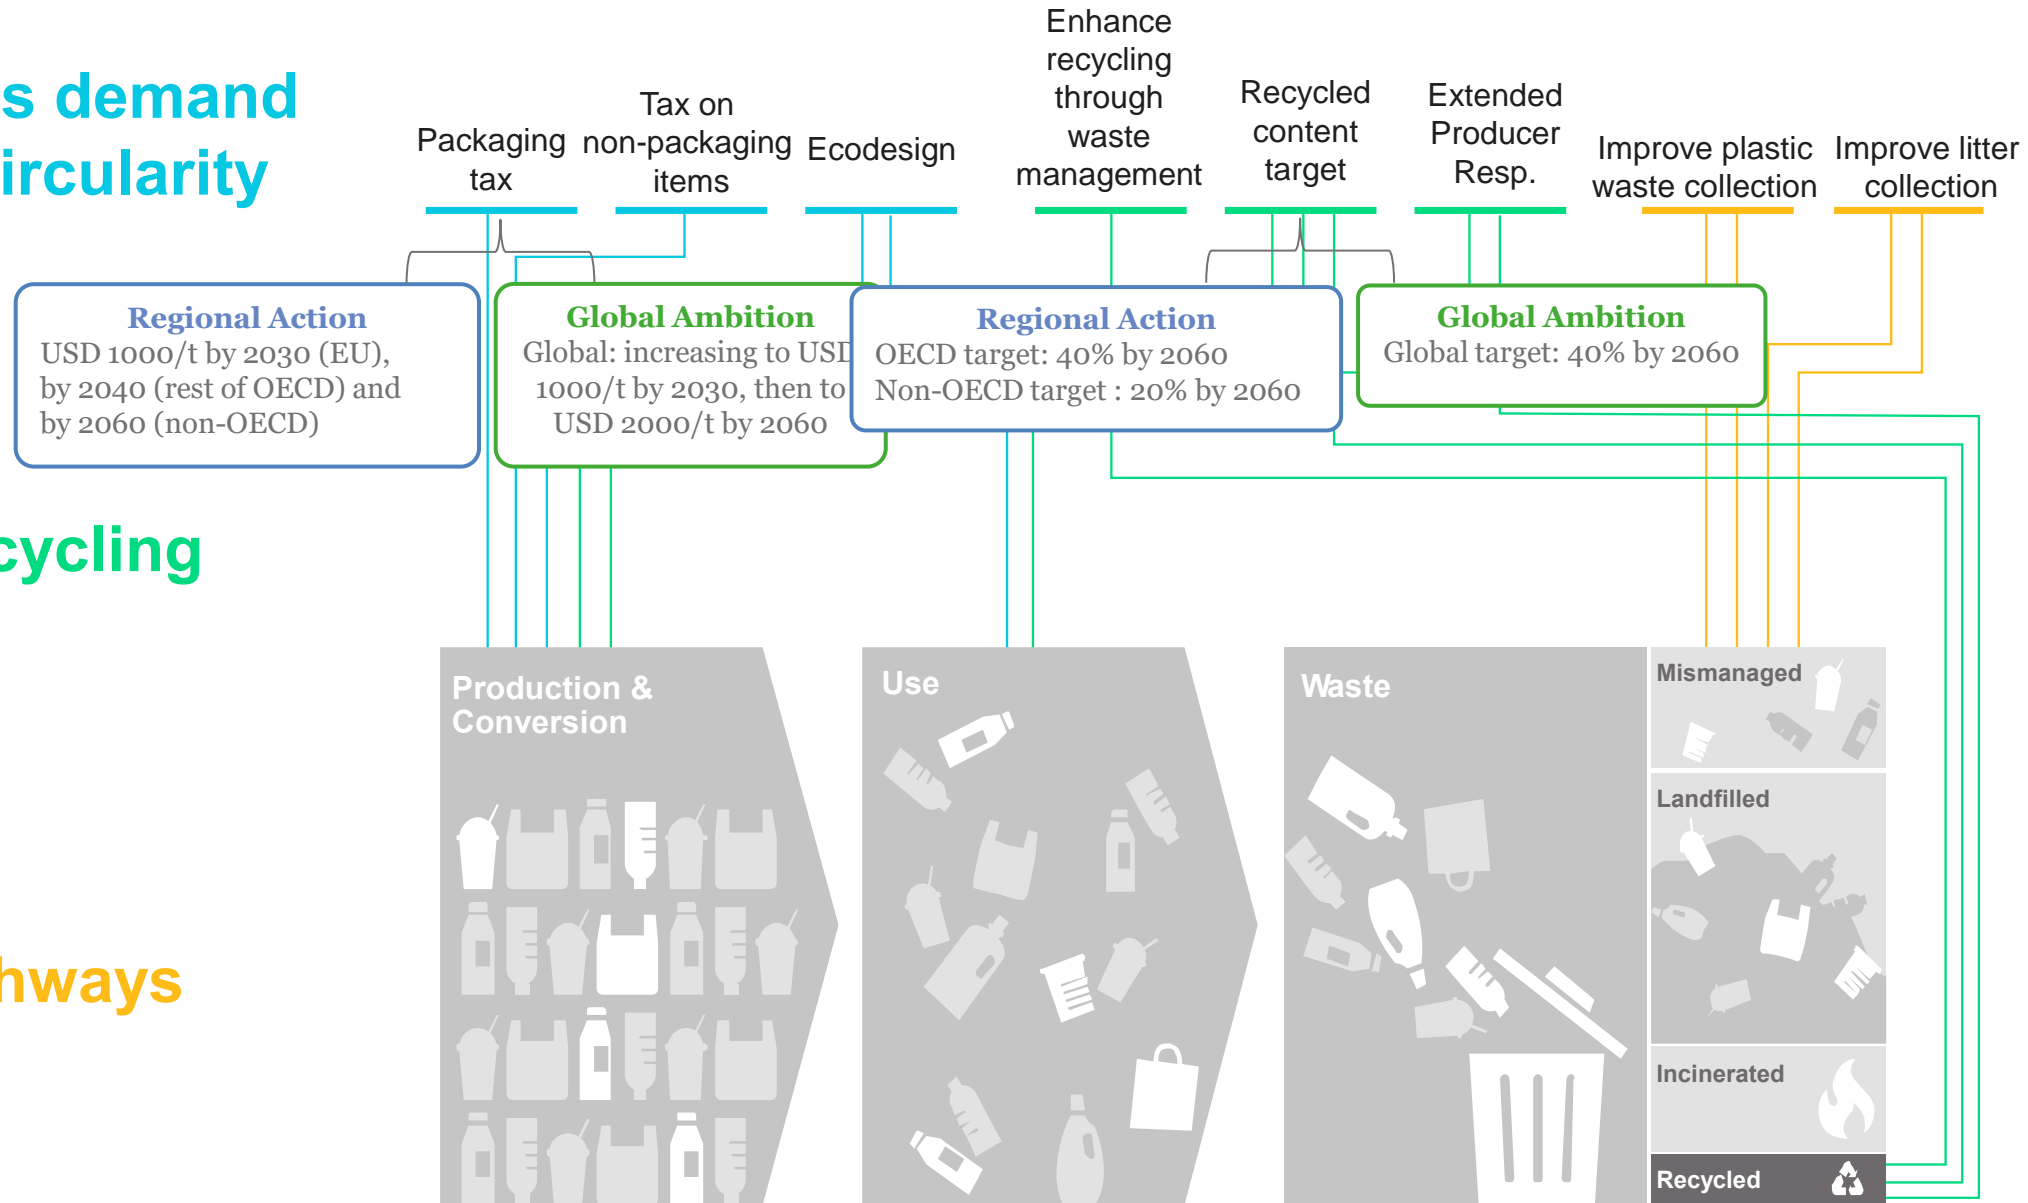 s demand
ircularity
cycling
hways
Packaging
tax
Tax on
non-packaging
items
Ecodesign
Enhance
recycling
through
waste
management
Recycled
content
target
Extended
Producer
Resp.
Improve plastic
waste collection
Improve litter
collection
Regional Action
USD 1000/t by 2030 (EU),
by 2040 (rest of OECD) and
by 2060 (non-OECD)
Global Ambition
Global: increasing to USD
1000/t by 2030, then to
USD 2000/t by 2060
Regional Action
OECD target: 40% by 2060
Non-OECD target : 20% by 2060
Global Ambition
Global target: 40% by 2060
Production &
Conversion
Use
Waste
Mismanaged
Landfilled
Incinerated
Recycled